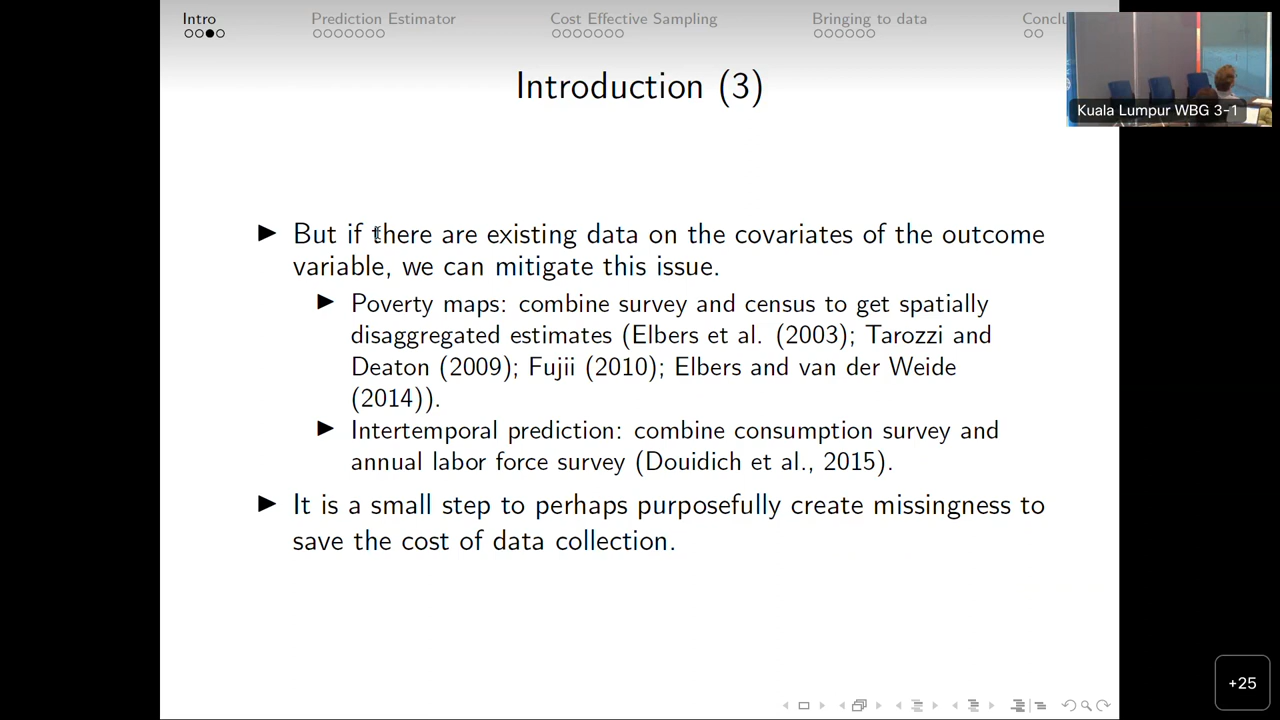 Intro
Prediction Estimator
Cost Effective Sampling
Bringing to data
Conclu
Kuala Lumpur WBG 3-1
Introduction (3)
But if there are existing data on the covariates of the outcome
variable, we can mitigate this issue.
Poverty maps: combine survey and census to get spatially
disaggregated estimates (Elbers et al. (2003); Tarozzi and
Deaton (2009); Fujii (2010); Elbers and van der Weide
(2014)).
Intertemporal prediction: combine consumption survey and
annual labor force survey (Douidich et al., 2015).
It is a small step to perhaps purposefully create missingness to
save the cost of data collection.
+25